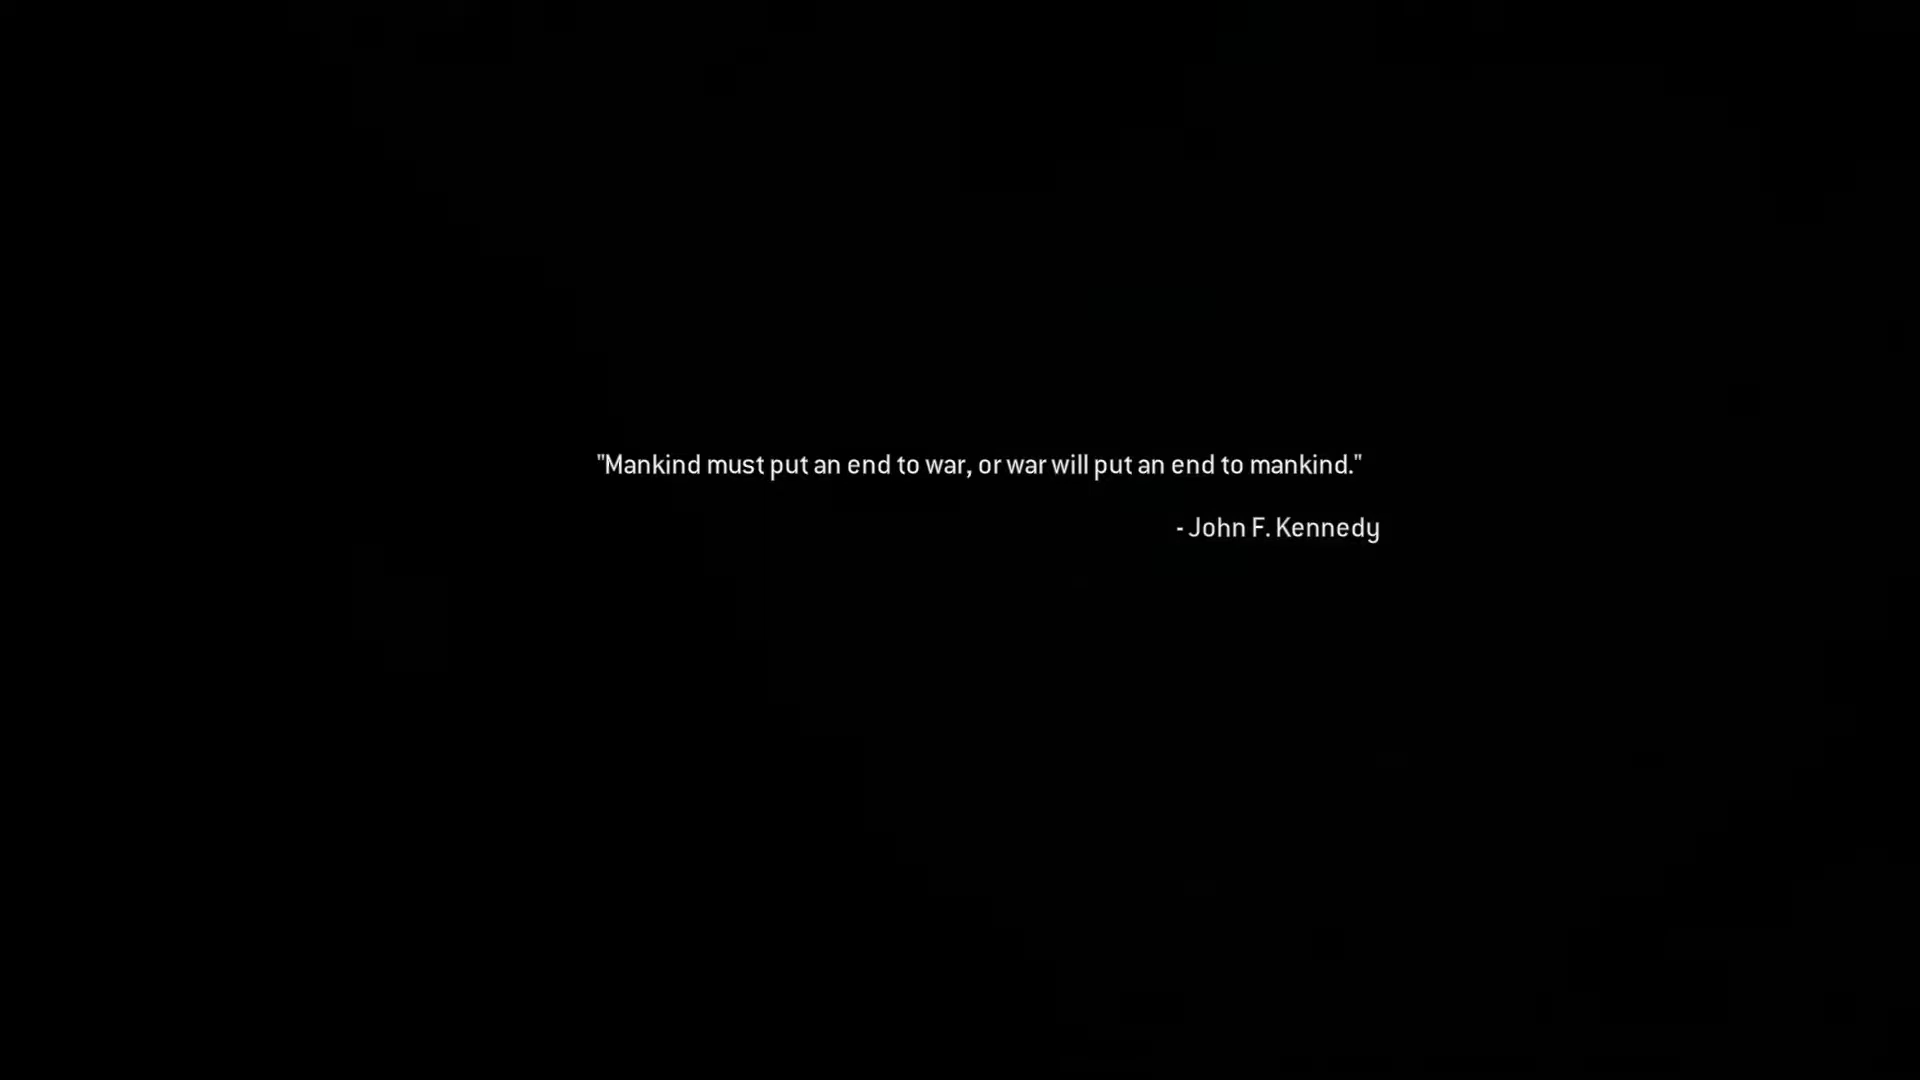 "Mankind must put an end to war, or war will put an end to mankind."
- John F. Kennedy